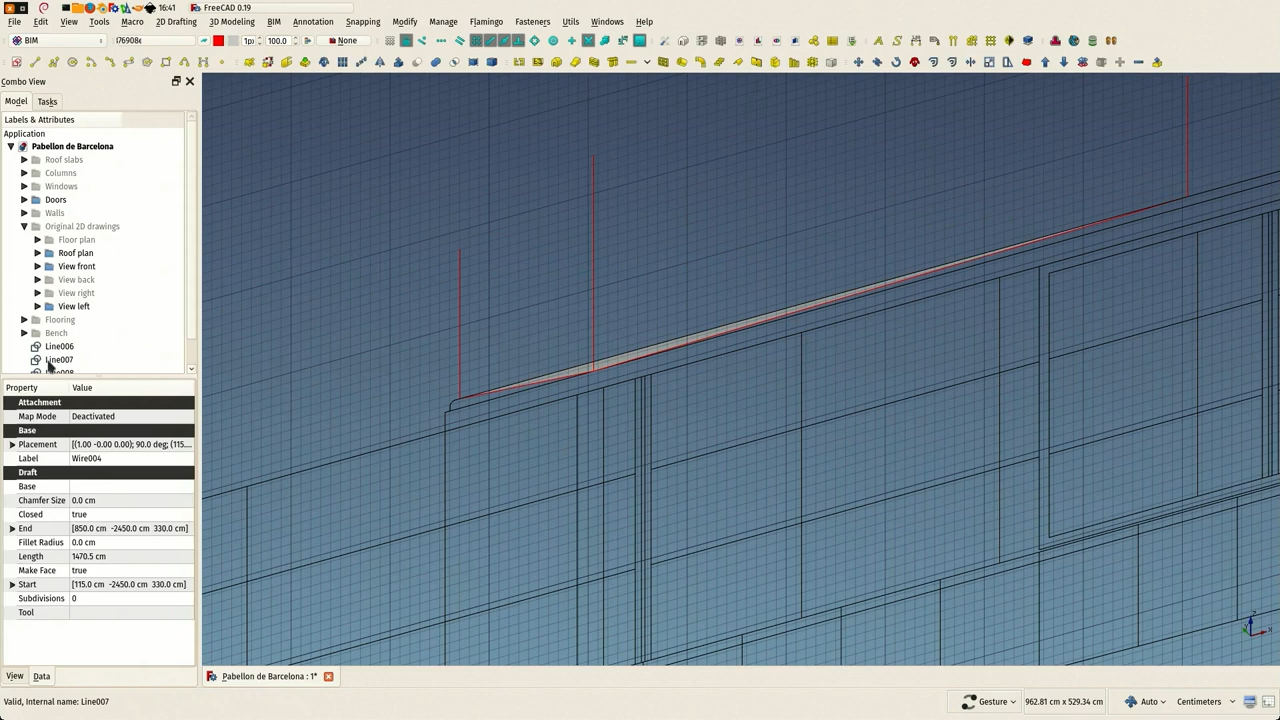 16:41 FreeCAD 0.19
File Edit View Tools Macro 2D Drafting 3D Modeling BIM Annotation Snapping Modify Manage Flamingo Fasteners Utils Windows Help
BIM 1p 100.0 None
Combo View
Model Tasks
Labels & Attributes
Application
Pabellon de Barcelona
Roof slabs
Columns
Windows
Doors
Walls
Original 2D drawings
Floor plan
Roof plan
View front
View back
View right
View left
Flooring
Bench
Line006
Line007
Property Value
Attachment
Map Mode Deactivated
Base
Placement [(1.00 -0.00 0.00); 90.0 deg; (115....
Label Wire004
Draft
Base
Chamfer Size 0.0 cm
Closed true
End [850.0 cm -2450.0 cm 330.0 cm]
Fillet Radius 0.0 cm
Length 1470.5 cm
Make Face true
Start [115.0 cm -2450.0 cm 330.0 cm]
Subdivisions 0
Tool
View Data
Pabellon de Barcelona : 1*
Valid, Internal name: Line007
Gesture 962.81 cm x 529.34 cm Auto Centimeters